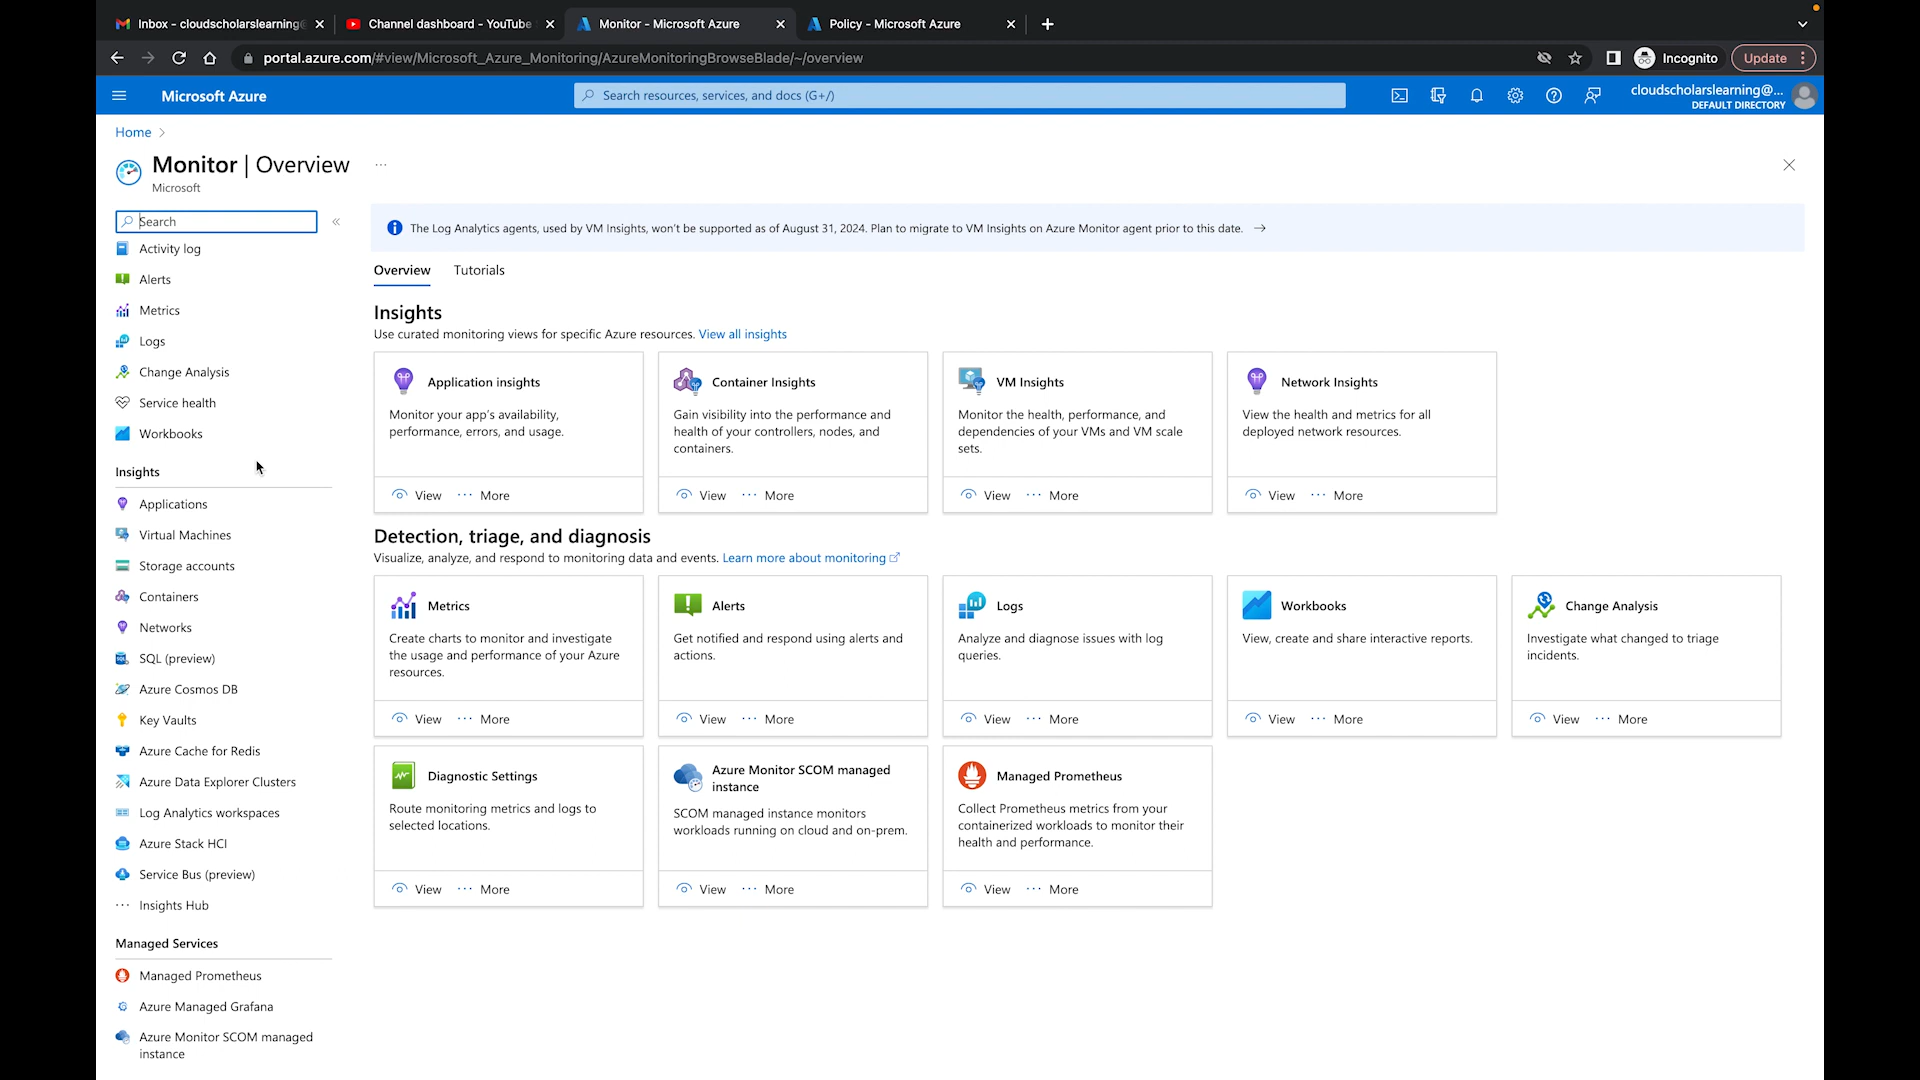 Inbox - cloudscholarslearning@
Channel dashboard - YouTube
Monitor - Microsoft Azure
Policy - Microsoft Azure
portal.azure.com/#view/Microsoft_Azure_Monitoring/AzureMonitoringBrowseBlade/~/overview
Incognito
Update
Microsoft Azure
Search resources, services, and docs (G+/)
cloudscholarslearning@...
DEFAULT DIRECTORY
Home
Monitor | Overview
Microsoft
Search
Activity log
Alerts
Metrics
Logs
Change Analysis
Service health
Workbooks
Insights
Applications
Virtual Machines
Storage accounts
Containers
Networks
SQL (preview)
Azure Cosmos DB
Key Vaults
Azure Cache for Redis
Azure Data Explorer Clusters
Log Analytics workspaces
Azure Stack HCI
Service Bus (preview)
Insights Hub
Managed Services
Managed Prometheus
Azure Managed Grafana
Azure Monitor SCOM managed
instance
The Log Analytics agents, used by VM Insights, won't be supported as of August 31, 2024. Plan to migrate to VM Insights on Azure Monitor agent prior to this date. →
Overview
Tutorials
Insights
Use curated monitoring views for specific Azure resources. View all insights
Application insights
Monitor your app's availability,
performance, errors, and usage.
View ··· More
Container Insights
Gain visibility into the performance and
health of your controllers, nodes, and
containers.
View ··· More
VM Insights
Monitor the health, performance, and
dependencies of your VMs and VM scale
sets.
View ··· More
Network Insights
View the health and metrics for all
deployed network resources.
View ··· More
Detection, triage, and diagnosis
Visualize, analyze, and respond to monitoring data and events. Learn more about monitoring
Metrics
Create charts to monitor and investigate
the usage and performance of your Azure
resources.
View ··· More
Alerts
Get notified and respond using alerts and
actions.
View ··· More
Logs
Analyze and diagnose issues with log
queries.
View ··· More
Workbooks
View, create and share interactive reports.
View ··· More
Change Analysis
Investigate what changed to triage
incidents.
View ··· More
Diagnostic Settings
Route monitoring metrics and logs to
selected locations.
View ··· More
Azure Monitor SCOM managed
instance
SCOM managed instance monitors
workloads running on cloud and on-prem.
View ··· More
Managed Prometheus
Collect Prometheus metrics from your
containerized workloads to monitor their
health and performance.
View ··· More